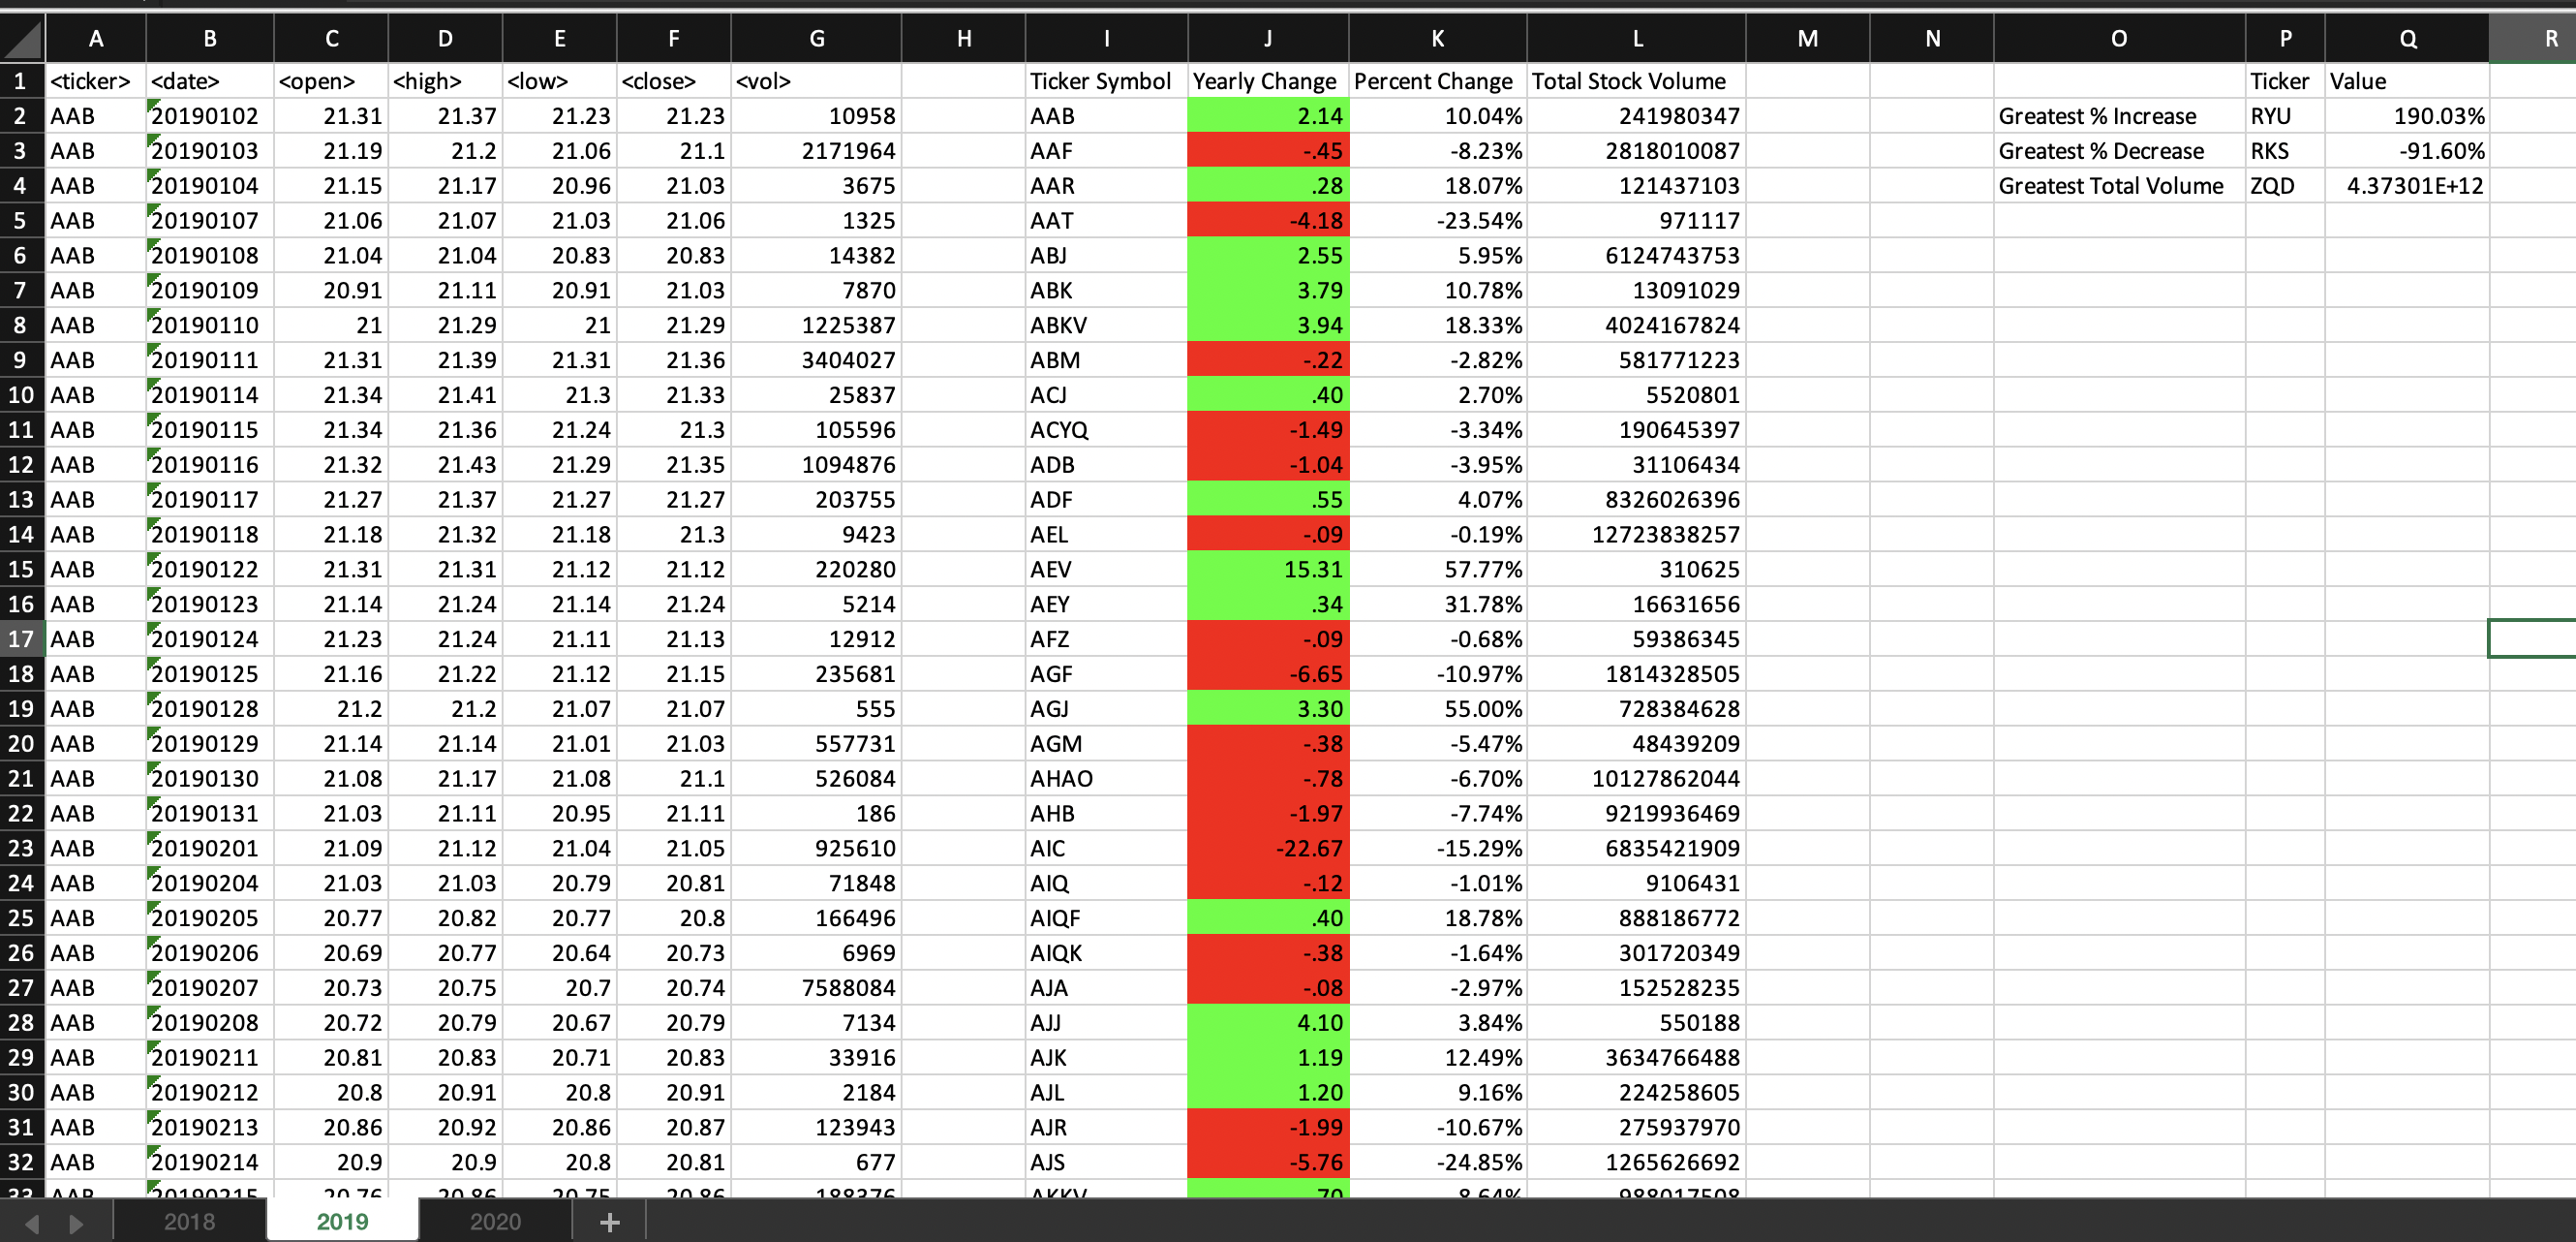 A B C D E F G H I J K L M N O P Q R
1 <ticker> <date> <open> <high> <low> <close> <vol> Ticker Symbol Yearly Change Percent Change Total Stock Volume Ticker Value
2 AAB 20190102 21.31 21.37 21.23 21.23 10958 AAB 2.14 10.04% 241980347 Greatest % Increase RYU 190.03%
3 AAB 20190103 21.19 21.2 21.06 21.1 2171964 AAF -.45 -8.23% 2818010087 Greatest % Decrease RKS -91.60%
4 AAB 20190104 21.15 21.17 20.96 21.03 3675 AAR .28 18.07% 121437103 Greatest Total Volume ZQD 4.37301E+12
5 AAB 20190107 21.06 21.07 21.03 21.06 1325 AAT -4.18 -23.54% 971117
6 AAB 20190108 21.04 21.04 20.83 20.83 14382 ABJ 2.55 5.95% 6124743753
7 AAB 20190109 20.91 21.11 20.91 21.03 7870 ABK 3.79 10.78% 13091029
8 AAB 20190110 21 21.29 21 21.29 1225387 ABKV 3.94 18.33% 4024167824
9 AAB 20190111 21.31 21.39 21.31 21.36 3404027 ABM -.22 -2.82% 581771223
10 AAB 20190114 21.34 21.41 21.3 21.33 25837 ACJ .40 2.70% 5520801
11 AAB 20190115 21.34 21.36 21.24 21.3 105596 ACYQ -1.49 -3.34% 190645397
12 AAB 20190116 21.32 21.43 21.29 21.35 1094876 ADB -1.04 -3.95% 31106434
13 AAB 20190117 21.27 21.37 21.27 21.27 203755 ADF .55 4.07% 8326026396
14 AAB 20190118 21.18 21.32 21.18 21.3 9423 AEL -.09 -0.19% 12723838257
15 AAB 20190122 21.31 21.31 21.12 21.12 220280 AEV 15.31 57.77% 310625
16 AAB 20190123 21.14 21.24 21.14 21.24 5214 AEY .34 31.78% 16631656
17 AAB 20190124 21.23 21.24 21.11 21.13 12912 AFZ -.09 -0.68% 59386345
18 AAB 20190125 21.16 21.22 21.12 21.15 235681 AGF -6.65 -10.97% 1814328505
19 AAB 20190128 21.2 21.2 21.07 21.07 555 AGJ 3.30 55.00% 728384628
20 AAB 20190129 21.14 21.14 21.01 21.03 557731 AGM -.38 -5.47% 48439209
21 AAB 20190130 21.08 21.17 21.08 21.1 526084 AHAO -.78 -6.70% 10127862044
22 AAB 20190131 21.03 21.11 20.95 21.11 186 AHB -1.97 -7.74% 9219936469
23 AAB 20190201 21.09 21.12 21.04 21.05 925610 AIC -22.67 -15.29% 6835421909
24 AAB 20190204 21.03 21.03 20.79 20.81 71848 AIQ -.12 -1.01% 9106431
25 AAB 20190205 20.77 20.82 20.77 20.8 166496 AIQF .40 18.78% 888186772
26 AAB 20190206 20.69 20.77 20.64 20.73 6969 AIQK -.38 -1.64% 301720349
27 AAB 20190207 20.73 20.75 20.7 20.74 7588084 AJA -.08 -2.97% 152528235
28 AAB 20190208 20.72 20.79 20.67 20.79 7134 AJJ 4.10 3.84% 550188
29 AAB 20190211 20.81 20.83 20.71 20.83 33916 AJK 1.19 12.49% 3634766488
30 AAB 20190212 20.8 20.91 20.8 20.91 2184 AJL 1.20 9.16% 224258605
31 AAB 20190213 20.86 20.92 20.86 20.87 123943 AJR -1.99 -10.67% 275937970
32 AAB 20190214 20.9 20.9 20.8 20.81 677 AJS -5.76 -24.85% 1265626692
33 AAB 20190215 20.76 20.86 20.75 20.86 188376 AKKV .70 8.64% 988017508
2018 2019 2020 +